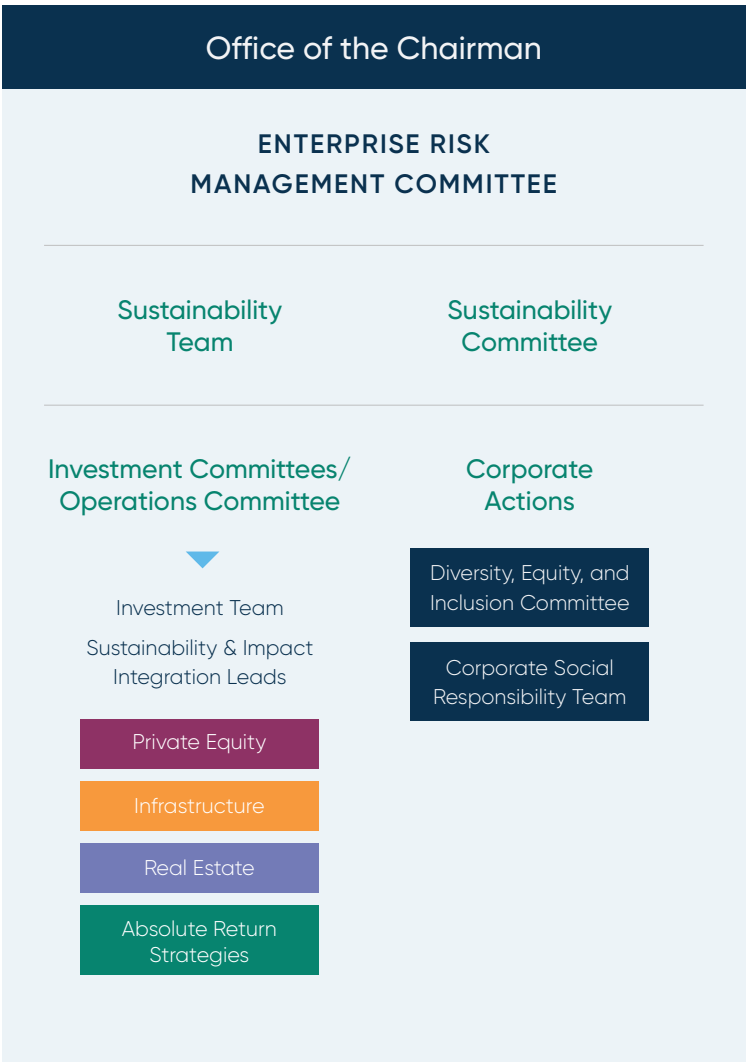 Office of the Chairman
ENTERPRISE RISK
MANAGEMENT COMMITTEE
Sustainability
Team
Sustainability
Committee
Investment Committees/
Operations Committee
Investment Team
Sustainability & Impact
Integration Leads
Private Equity
Infrastructure
Real Estate
Absolute Return
Strategies
Corporate
Actions
Diversity, Equity, and
Inclusion Committee
Corporate Social
Responsibility Team